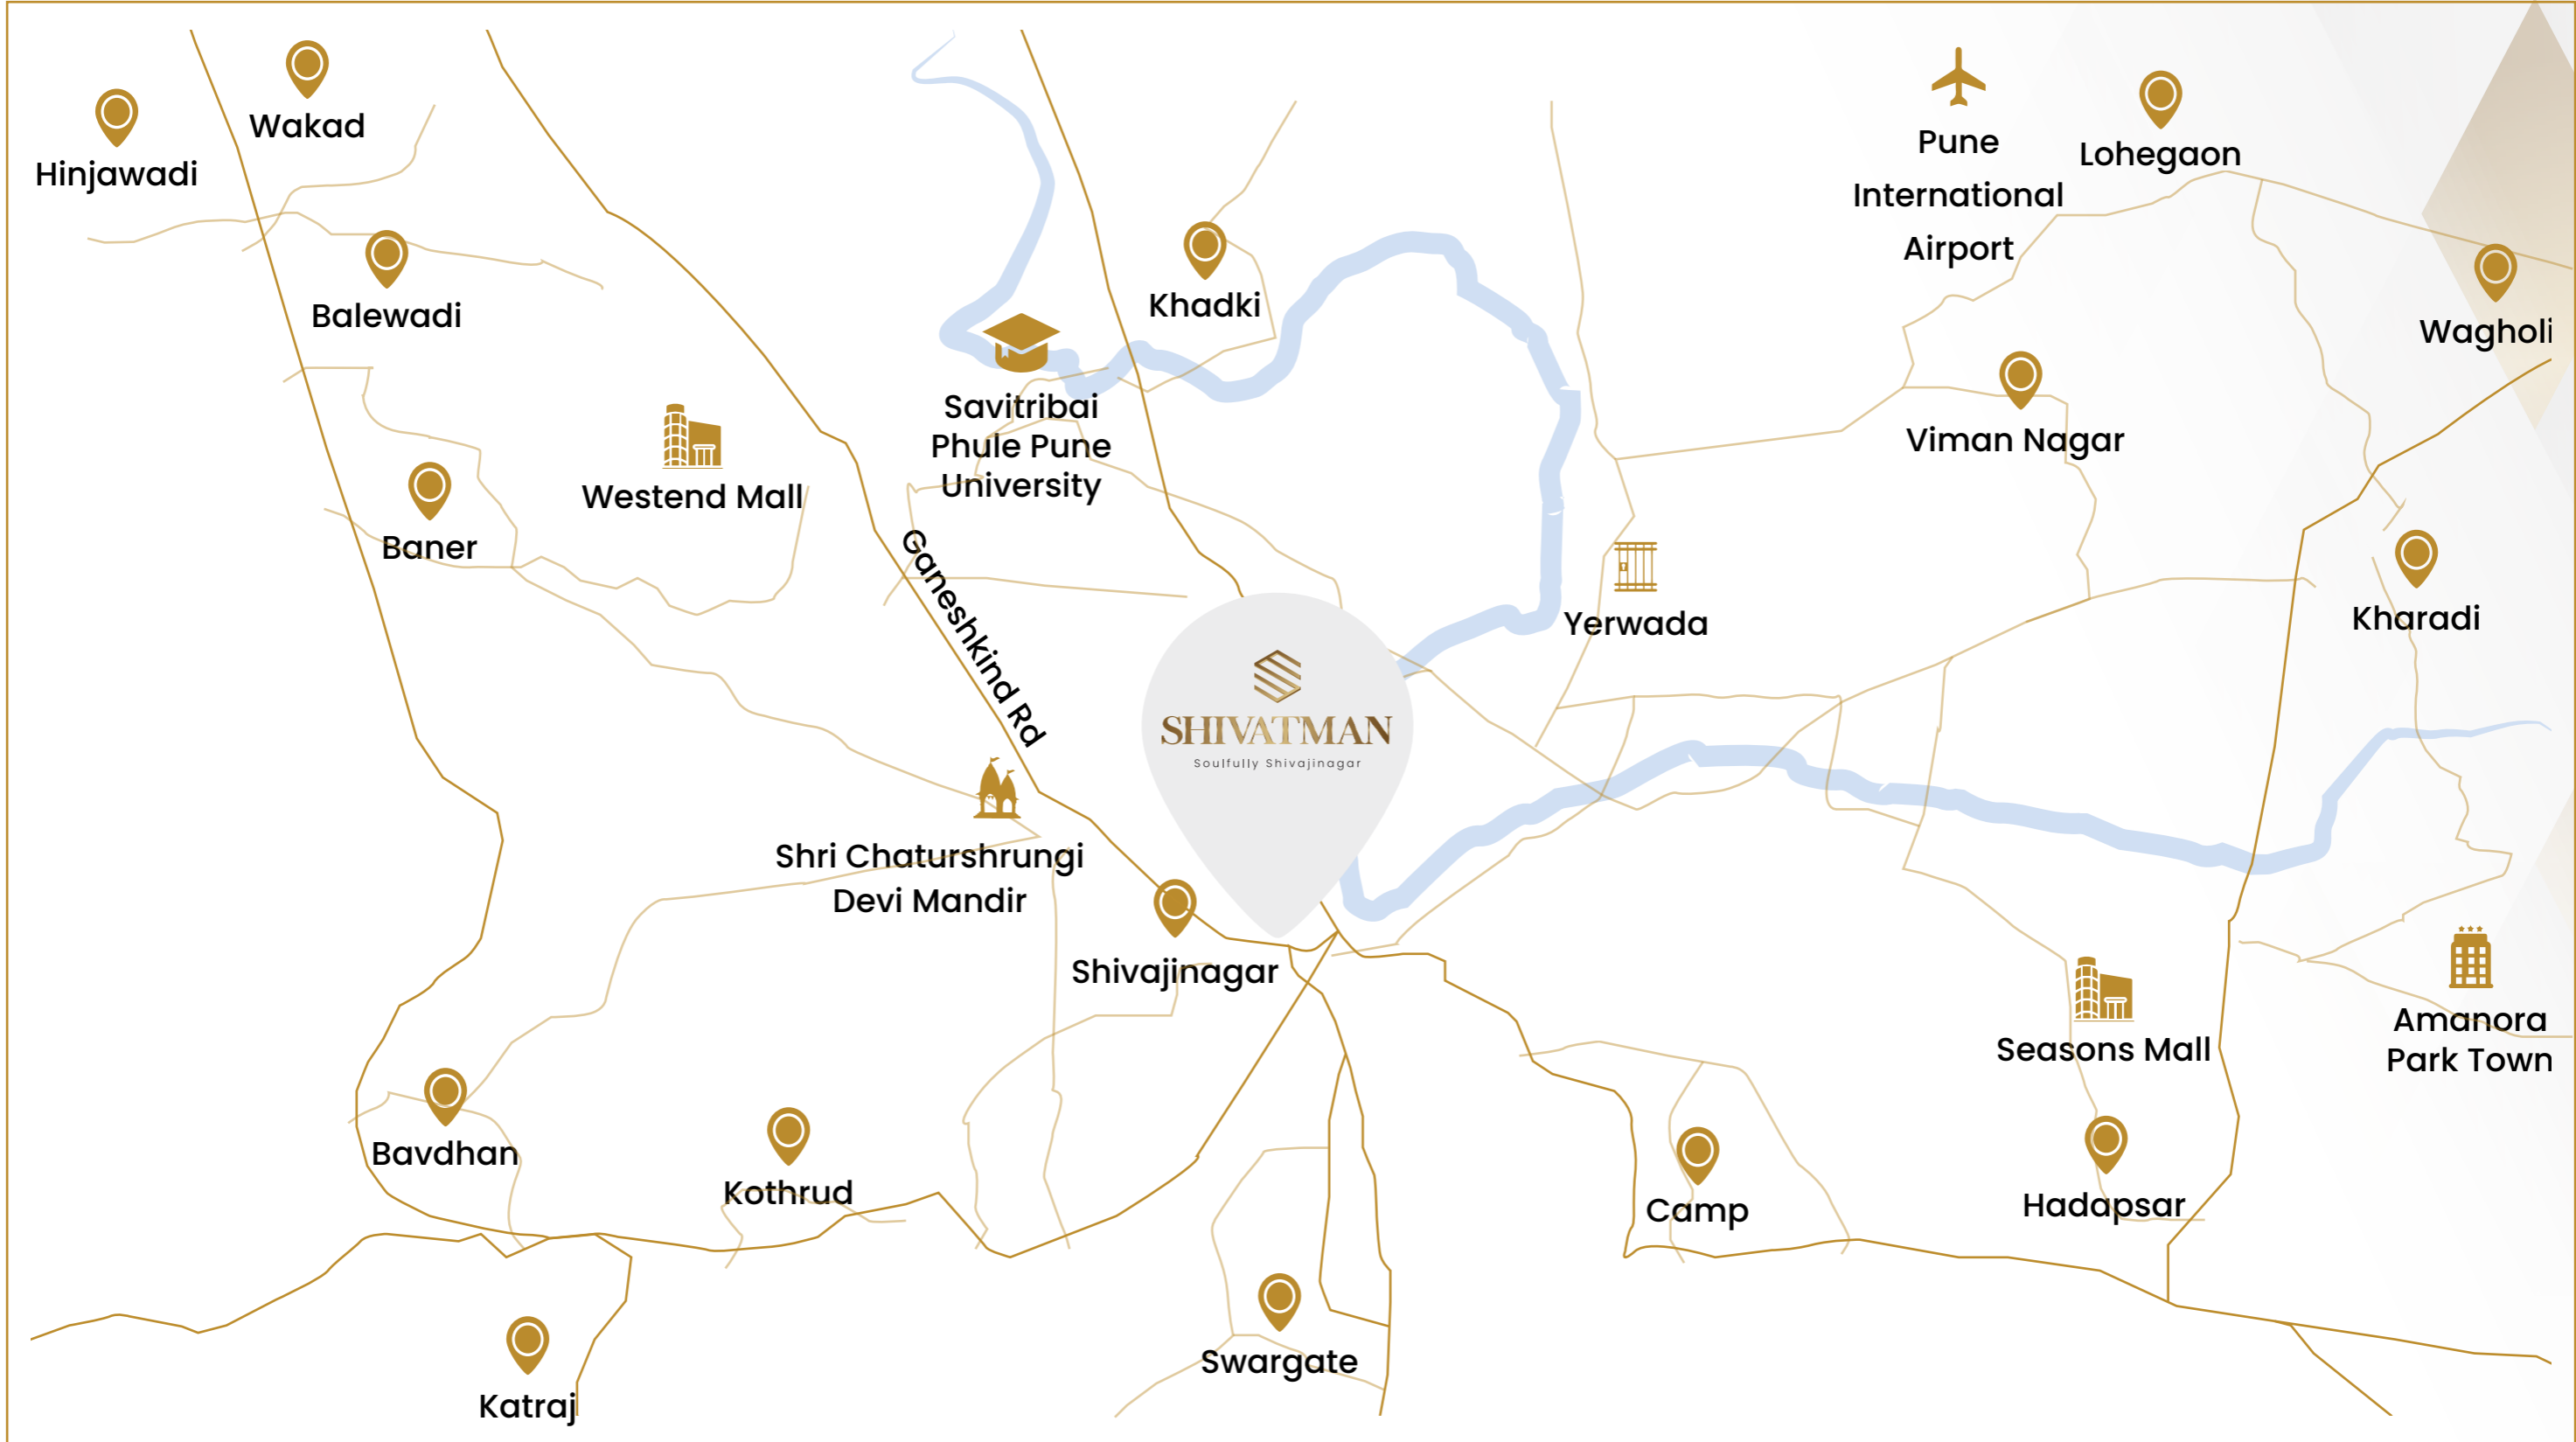 Wakad
Hinjawadi
Pune
International
Airport
Lohegaon
Balewadi
Khadki
Wagholi
Savitribai
Phule Pune
University
Westend Mall
Viman Nagar
Baner
Ganeshkind Rd
Yerwada
Kharadi
SHIVATMAN
Soulfully Shivajinagar
Shri Chaturshrungi
Devi Mandir
Shivajinagar
Seasons Mall
Amanora
Park Town
Bavdhan
Kothrud
Camp
Hadapsar
Swargate
Katraj